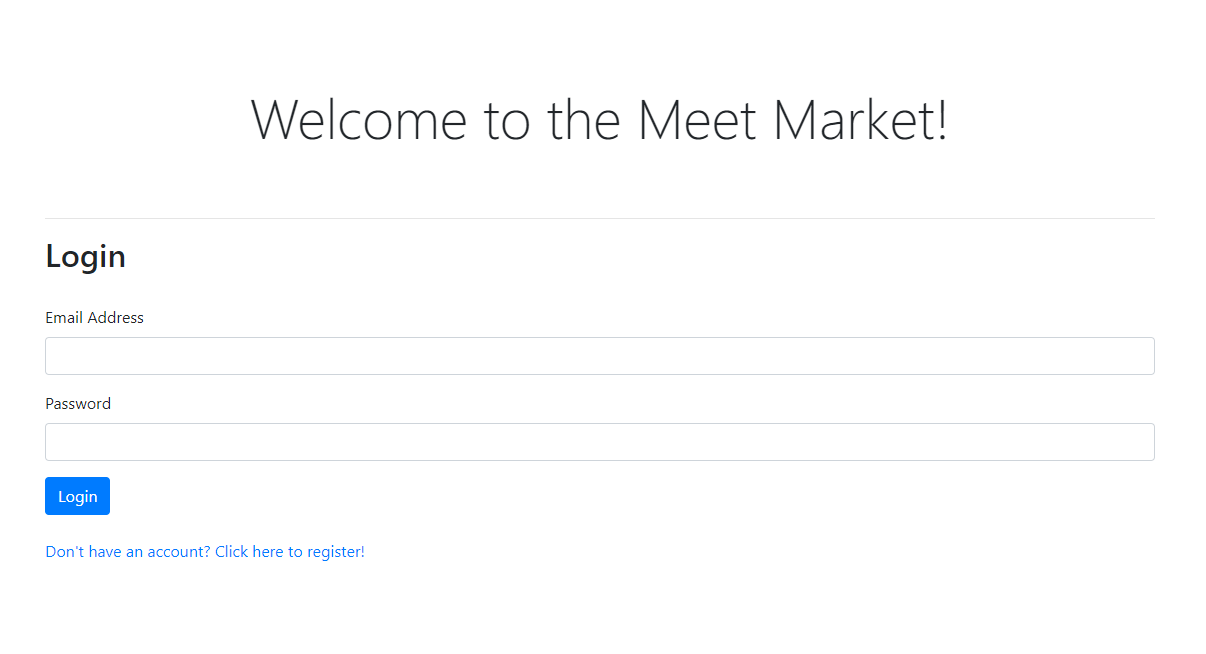 Welcome to the Meet Market!
Login
Email Address
Password
Login
Don't have an account? Click here to register!